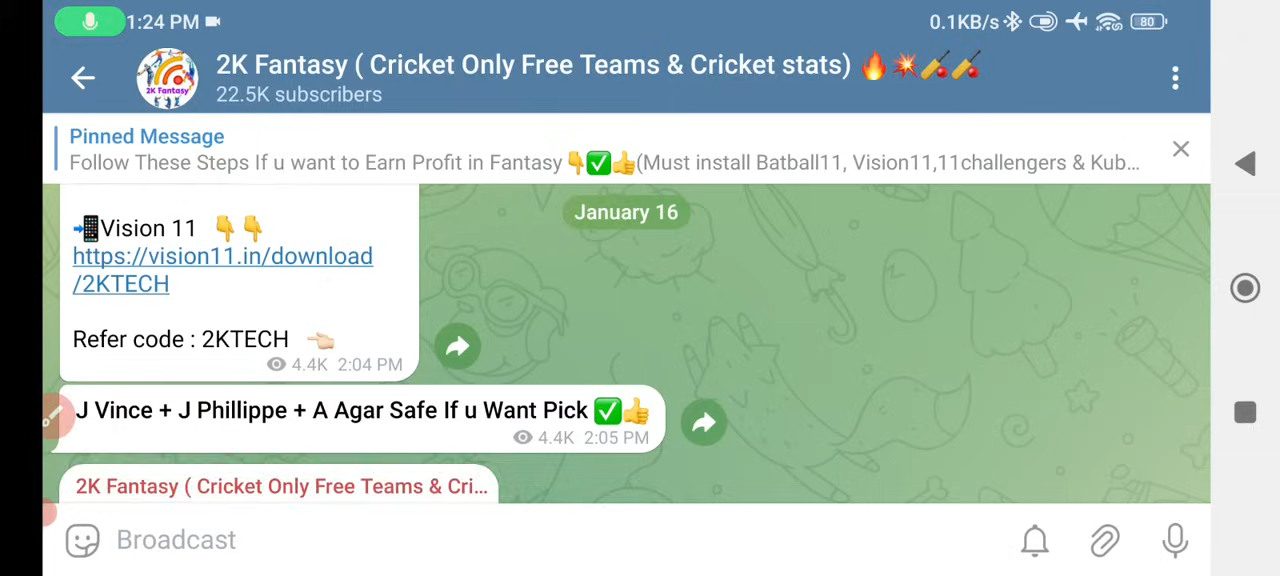 1:24 PM
0.1KB/s
80
2K Fantasy ( Cricket Only Free Teams & Cricket stats) 🔥💥🏏🏏
22.5K subscribers
2K Fantasy
Pinned Message
Follow These Steps If u want to Earn Profit in Fantasy 👇✅👍(Must install Batball11, Vision11,11challengers & Kub...
January 16
📲Vision 11 👇👇
https://vision11.in/download
/2KTECH
Refer code : 2KTECH 👈🏻
4.4K 2:04 PM
J Vince + J Phillippe + A Agar Safe If u Want Pick ✅👍
4.4K 2:05 PM
2K Fantasy ( Cricket Only Free Teams & Cri...
Broadcast